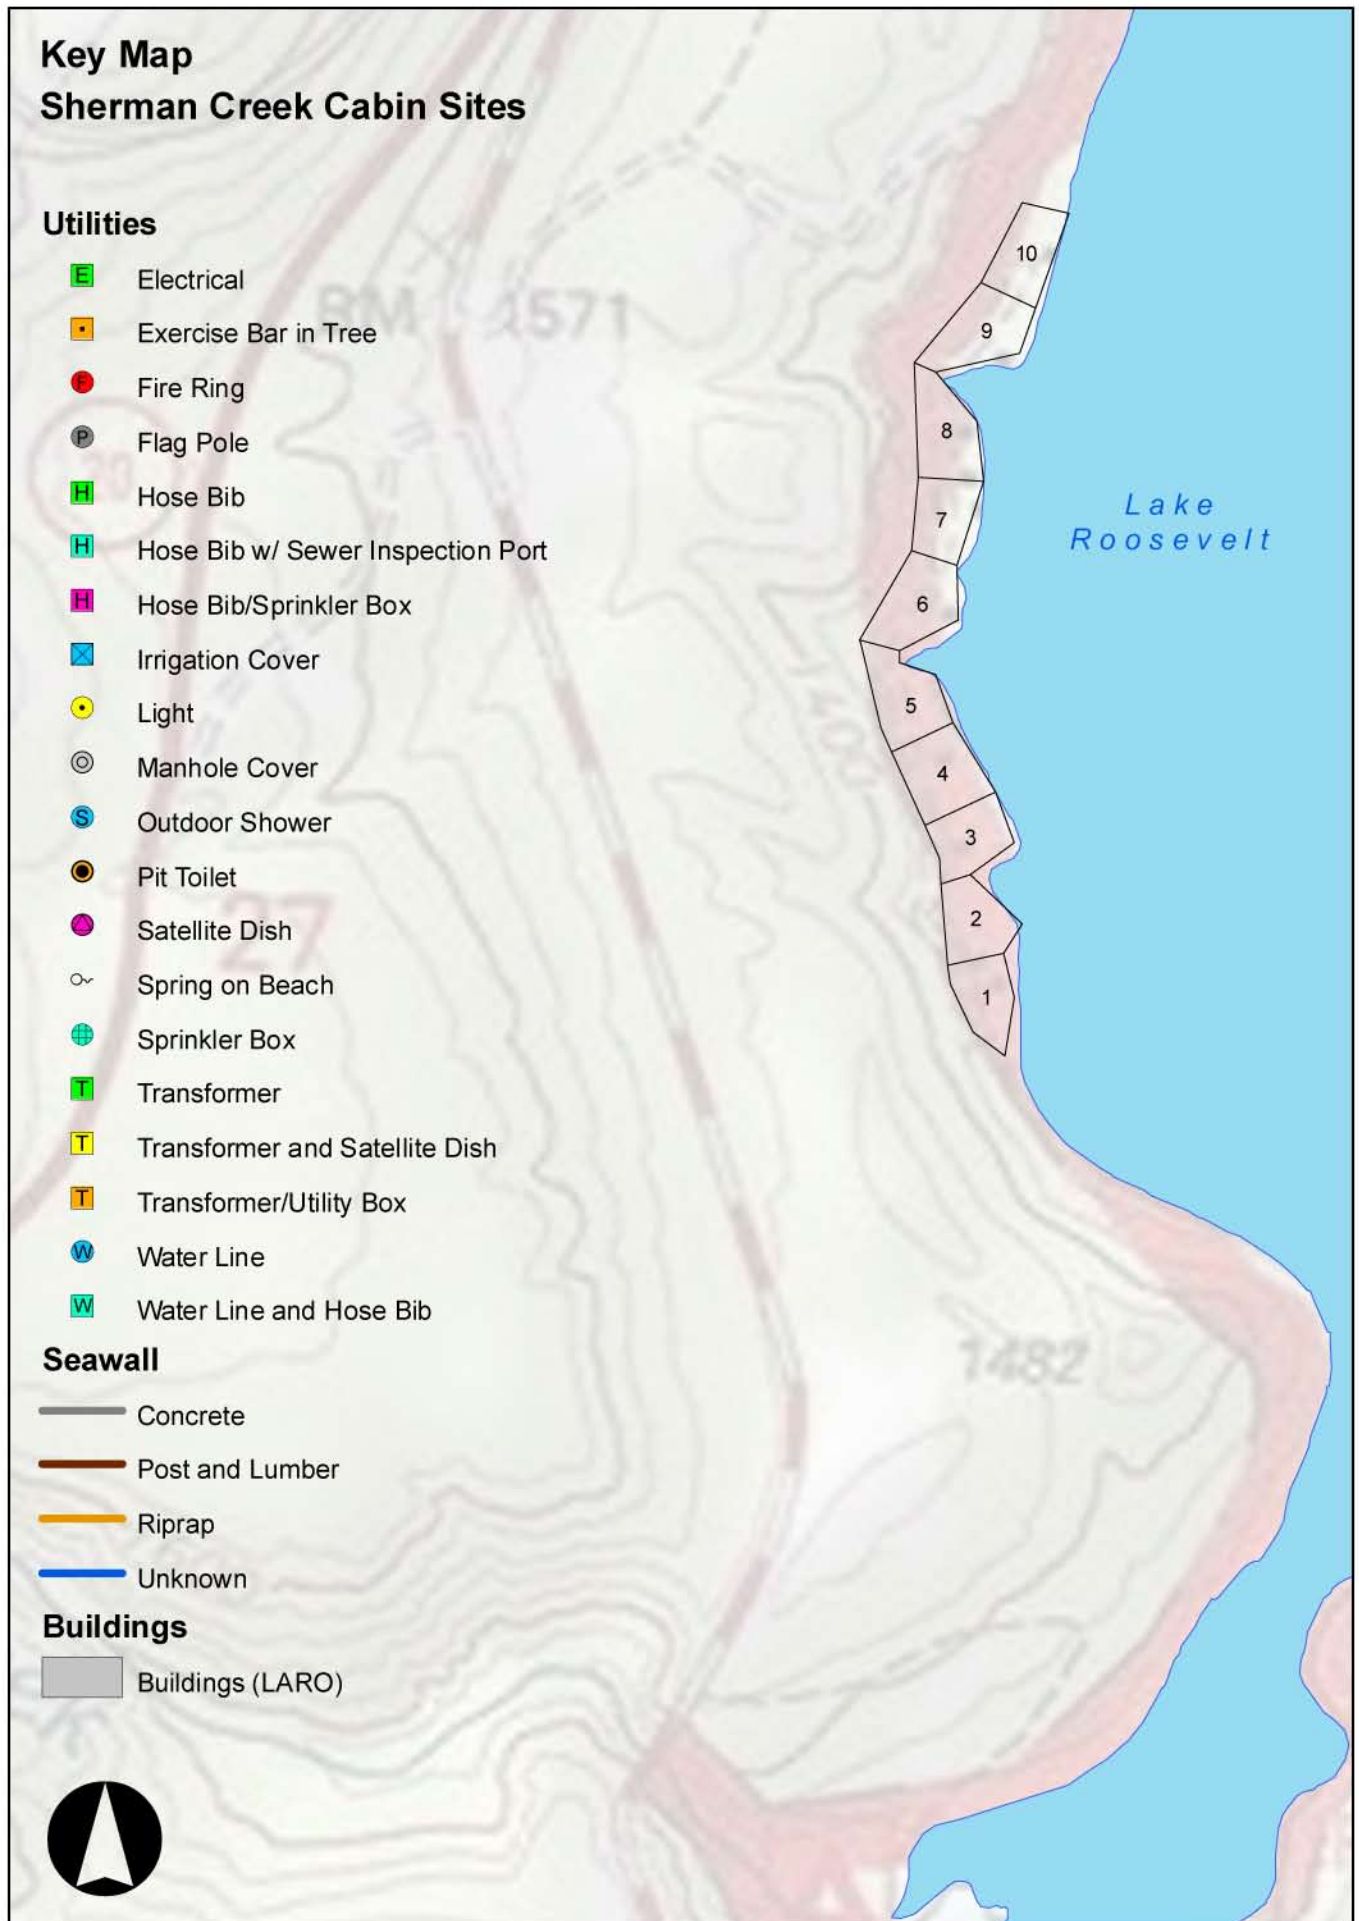 Key Map
Sherman Creek Cabin Sites
Utilities
E Electrical
Exercise Bar in Tree
F Fire Ring
P Flag Pole
H Hose Bib
H Hose Bib w/ Sewer Inspection Port
H Hose Bib/Sprinkler Box
Irrigation Cover
Light
Manhole Cover
S Outdoor Shower
Pit Toilet
Satellite Dish
Spring on Beach
Sprinkler Box
T Transformer
T Transformer and Satellite Dish
T Transformer/Utility Box
W Water Line
W Water Line and Hose Bib
Seawall
Concrete
Post and Lumber
Riprap
Unknown
Buildings
Buildings (LARO)
BM 1571
27
1400
1482
10
9
8
7
6
5
4
3
2
1
Lake
Roosevelt